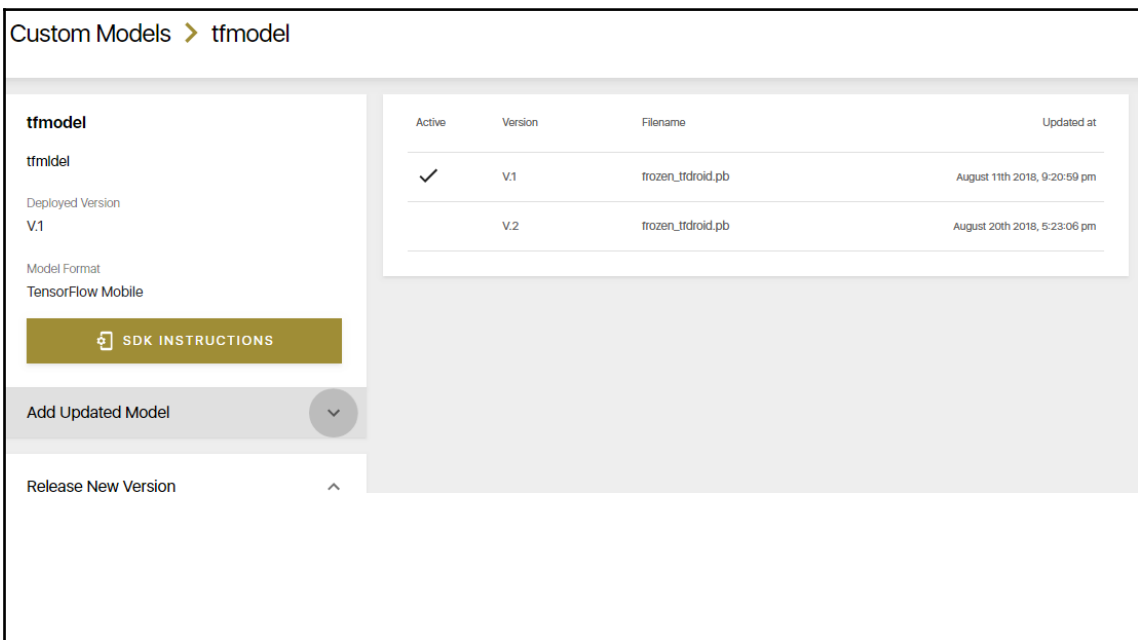 Custom Models > tfmodel
tfmodel
tfmldel
Deployed Version
V.1
Model Format
TensorFlow Mobile
SDK INSTRUCTIONS
Add Updated Model
Release New Version
Active Version Filename Updated at
V.1 frozen_tfdroid.pb August 11th 2018, 9:20:59 pm
V.2 frozen_tfdroid.pb August 20th 2018, 5:23:06 pm